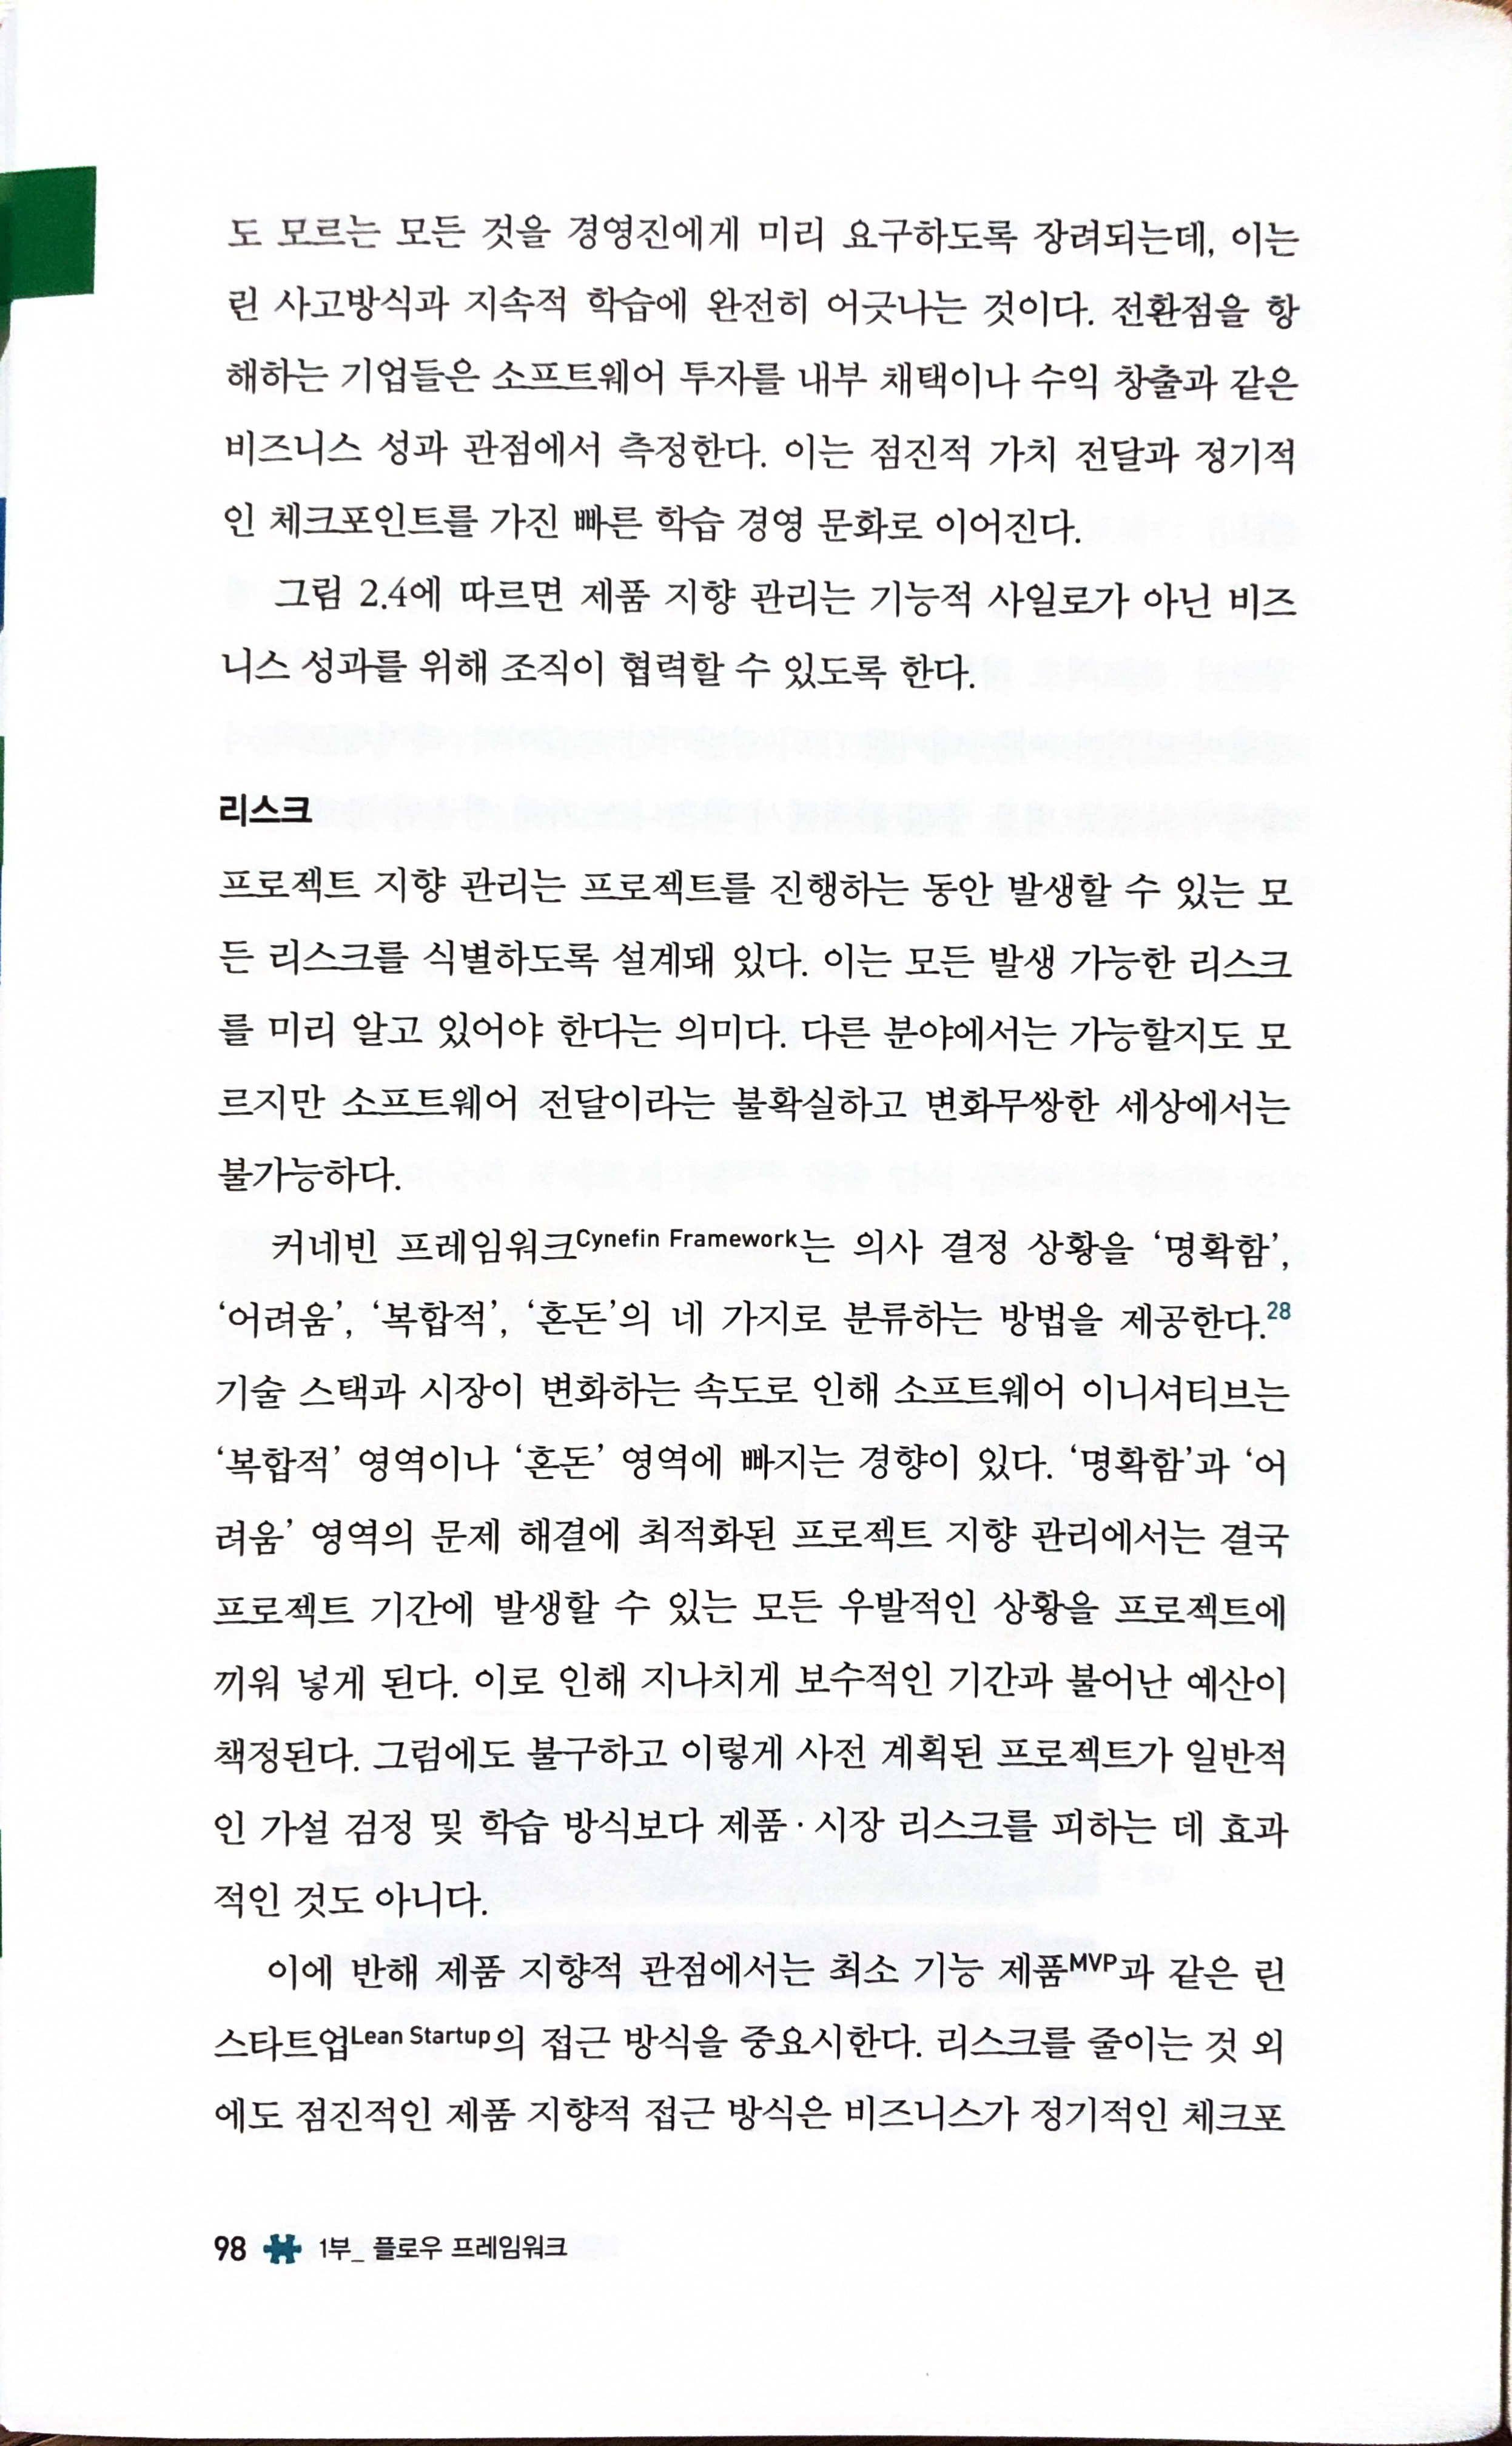 도 모르는 모든 것을 경영진에게 미리 요구하도록 장려되는데, 이는
린 사고방식과 지속적 학습에 완전히 어긋나는 것이다. 전환점을 항
해하는 기업들은 소프트웨어 투자를 내부 채택이나 수익 창출과 같은
비즈니스 성과 관점에서 측정한다. 이는 점진적 가치 전달과 정기적
인 체크포인트를 가진 빠른 학습 경영 문화로 이어진다.
그림 2.4에 따르면 제품 지향 관리는 기능적 사일로가 아닌 비즈
니스 성과를 위해 조직이 협력할 수 있도록 한다.
리스크
프로젝트 지향 관리는 프로젝트를 진행하는 동안 발생할 수 있는 모
든 리스크를 식별하도록 설계돼 있다. 이는 모든 발생 가능한 리스크
를 미리 알고 있어야 한다는 의미다. 다른 분야에서는 가능할지도 모
르지만 소프트웨어 전달이라는 불확실하고 변화무쌍한 세상에서는
불가능하다.
커네빈 프레임워크Cynefin Framework는 의사 결정 상황을 ‘명확함’,
‘어려움’, ‘복합적’, ‘혼돈’의 네 가지로 분류하는 방법을 제공한다.28
기술 스택과 시장이 변화하는 속도로 인해 소프트웨어 이니셔티브는
‘복합적’ 영역이나 ‘혼돈’ 영역에 빠지는 경향이 있다. ‘명확함’과 ‘어
려움’ 영역의 문제 해결에 최적화된 프로젝트 지향 관리에서는 결국
프로젝트 기간에 발생할 수 있는 모든 우발적인 상황을 프로젝트에
끼워 넣게 된다. 이로 인해 지나치게 보수적인 기간과 불어난 예산이
책정된다. 그럼에도 불구하고 이렇게 사전 계획된 프로젝트가 일반적
인 가설 검정 및 학습 방식보다 제품·시장 리스크를 피하는 데 효과
적인 것도 아니다.
이에 반해 제품 지향적 관점에서는 최소 기능 제품MVP과 같은 린
스타트업Lean Startup의 접근 방식을 중요시한다. 리스크를 줄이는 것 외
에도 점진적인 제품 지향적 접근 방식은 비즈니스가 정기적인 체크포
98 1부_ 플로우 프레임워크